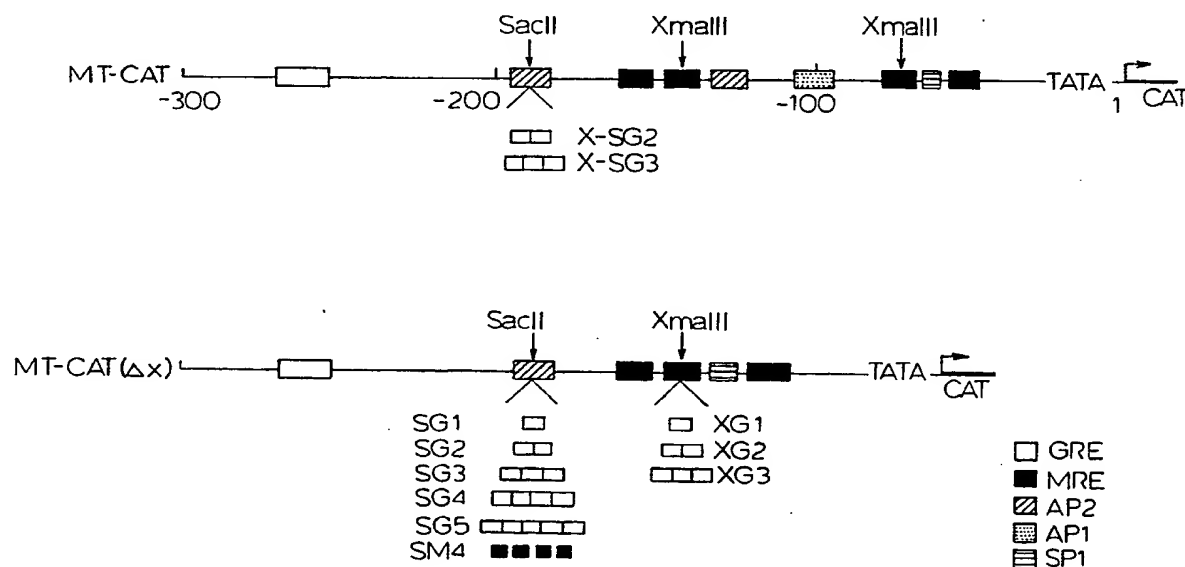 SacII XmaIII XmaIII
MT-CAT TATA
-300 -200 -100 1 CAT
X-SG2
X-SG3
SacII XmaIII
MT-CAT(Δx) TATA
CAT
SG1 XG1
SG2 XG2 GRE
SG3 XG3 MRE
SG4 AP2
SG5 AP1
SM4 SP1